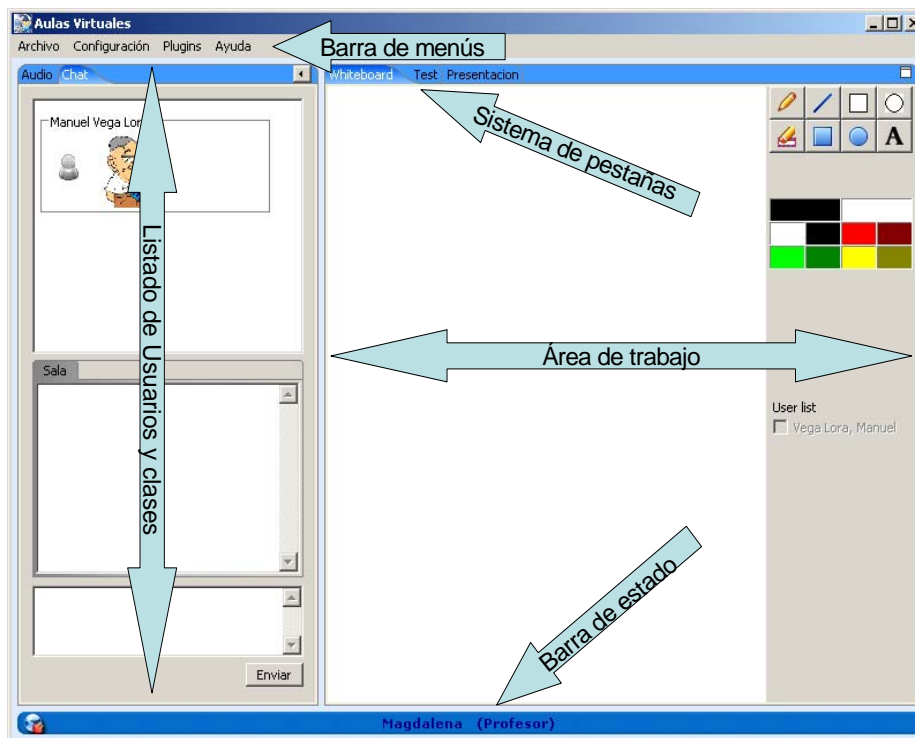 Aulas Virtuales
Archivo Configuración Plugins Ayuda
Barra de menús
Audio Chat
Whiteboard Test Presentacion
Sistema de pestañas
Manuel Vega Lor
Listado de Usuarios y clases
Área de trabajo
Sala
User list
Vega Lora, Manuel
Barra de estado
Enviar
Magdalena (Profesor)
A